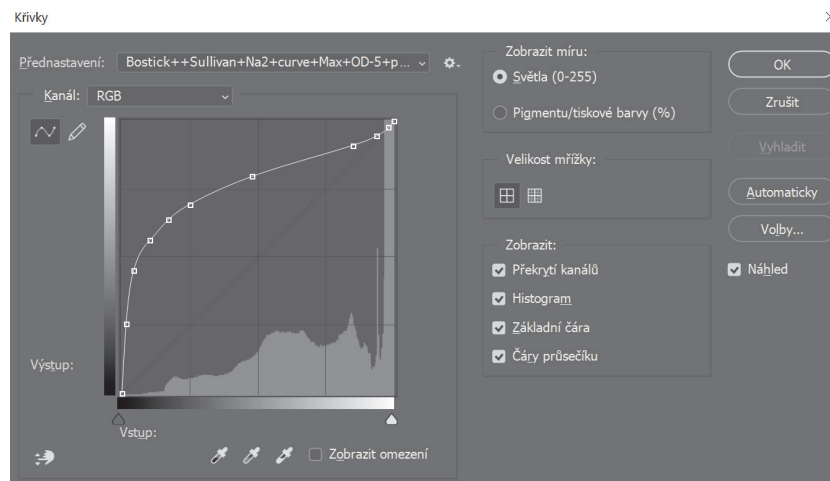 Křivky
Přednastavení: Bostick++Sullivan+Na2+curve+Max+OD-5+p...
Kanál: RGB
Výstup:
Vstup:
Zobrazit omezení
Zobrazit míru:
Světla (0-255)
Pigmentu/tiskové barvy (%)
Velikost mřížky:
Zobrazit:
Překrytí kanálů
Histogram
Základní čára
Čáry průsečíku
OK
Zrušit
Vyhladit
Automaticky
Volby...
Náhled